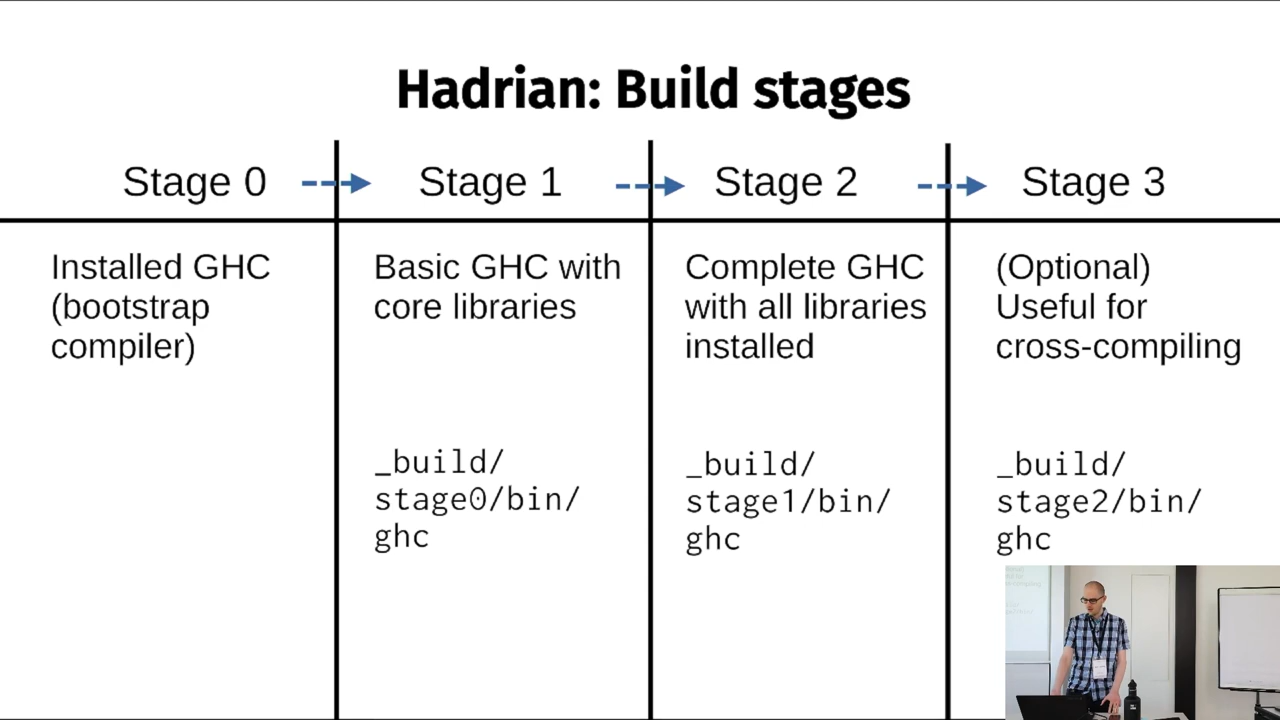 Hadrian: Build stages
Stage 0
Stage 1
Stage 2
Stage 3
Installed GHC
(bootstrap
compiler)
Basic GHC with
core libraries
Complete GHC
with all libraries
installed
(Optional)
Useful for
cross-compiling
_build/
stage0/bin/
ghc
_build/
stage1/bin/
ghc
_build/
stage2/bin/
ghc